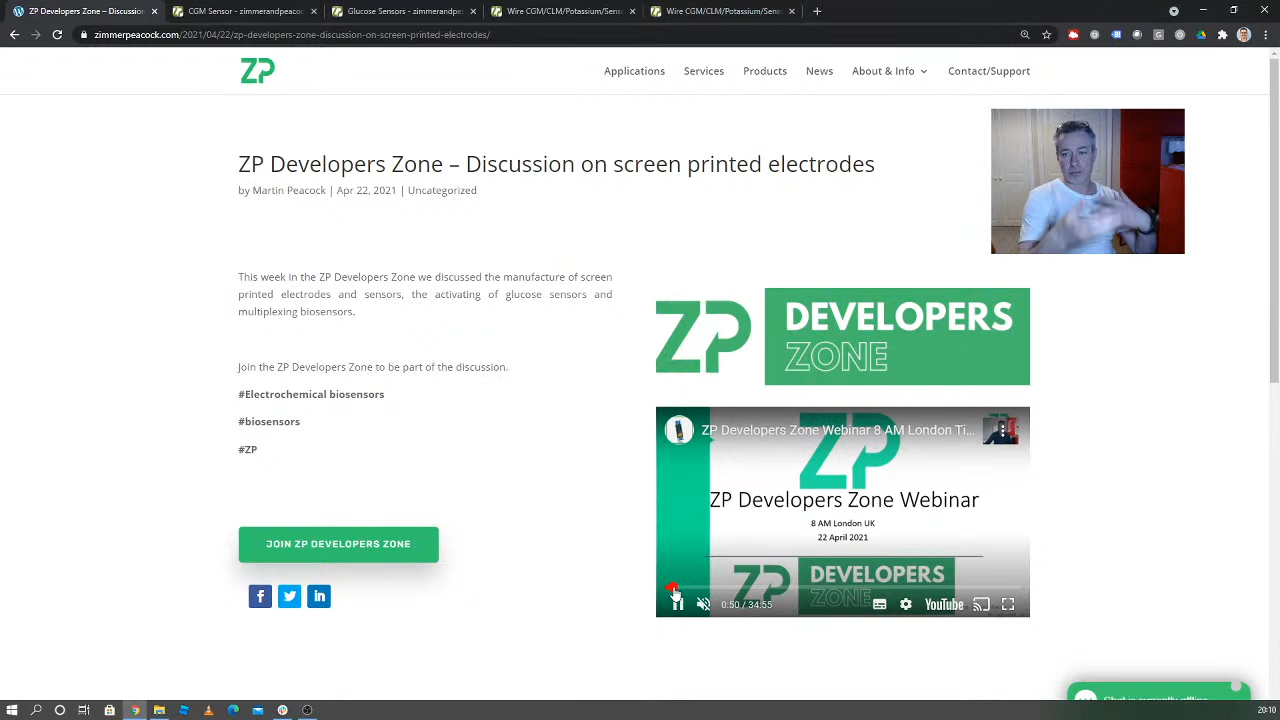 ZP Developers Zone – Discuss
CGM Sensor - zimmerandpeacock
Glucose Sensors - zimmerandpea
Wire CGM/CLM/Potassium/Sens
Wire CGM/CLM/Potassium/Sens
zimmerpeacock.com/2021/04/22/zp-developers-zone-discussion-on-screen-printed-electrodes/
ZP
Applications
Services
Products
News
About & Info
Contact/Support
ZP Developers Zone – Discussion on screen printed electrodes
by Martin Peacock | Apr 22, 2021 | Uncategorized
This week in the ZP Developers Zone we discussed the manufacture of screen
printed electrodes and sensors, the activating of glucose sensors and
multiplexing biosensors.
Join the ZP Developers Zone to be part of the discussion.
#Electrochemical biosensors
#biosensors
#ZP
JOIN ZP DEVELOPERS ZONE
ZP DEVELOPERS
ZONE
ZP Developers Zone Webinar 8 AM London Ti...
ZP
ZP Developers Zone Webinar
8 AM London UK
22 April 2021
ZP DEVELOPERS
ZONE
0:50 / 34:55
YouTube
20:10